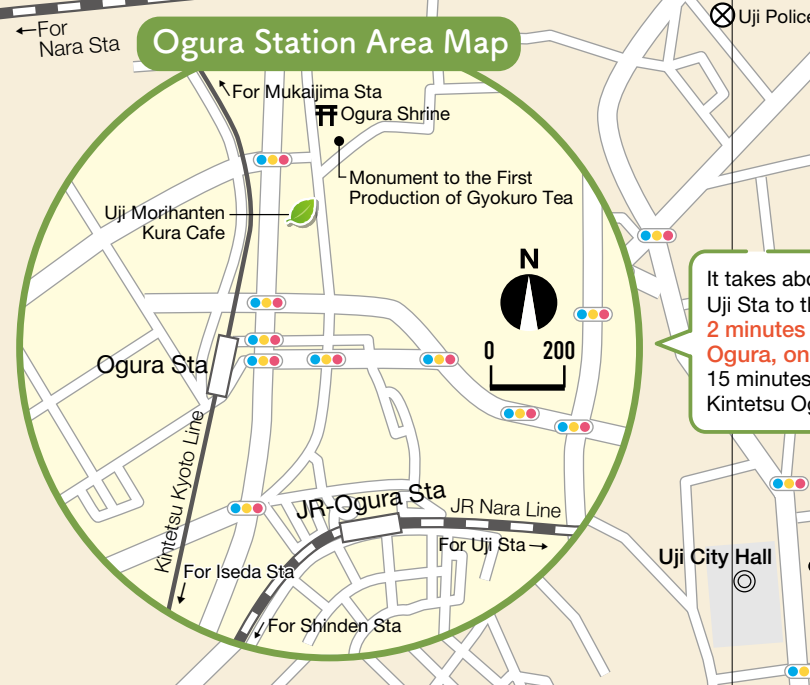 ←For
Nara Sta
Ogura Station Area Map
Uji Police
For Mukaijima Sta
Ogura Shrine
Monument to the First
Production of Gyokuro Tea
Uji Morihanten
Kura Cafe
N
0 200
Ogura Sta
Kintetsu Kyoto Line
JR-Ogura Sta
JR Nara Line
For Uji Sta→
For Iseda Sta
For Shinden Sta
It takes abo
Uji Sta to th
2 minutes
Ogura, on
15 minutes
Kintetsu Og
Uji City Hall